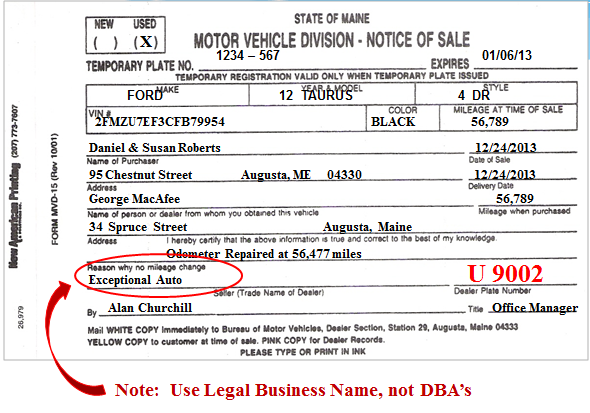 NEW USED
( ) (X)
STATE OF MAINE
MOTOR VEHICLE DIVISION - NOTICE OF SALE
TEMPORARY PLATE NO. 1234 – 567 EXPIRES 01/06/13
TEMPORARY REGISTRATION VALID ONLY WHEN TEMPORARY PLATE ISSUED
MAKE YEAR & MODEL STYLE
FORD 12 TAURUS 4 DR
VIN # COLOR MILEAGE AT TIME OF SALE
2FMZU7EF3CFB79954 BLACK 56,789
Daniel & Susan Roberts 12/24/2013
Name of Purchaser Date of Sale
95 Chestnut Street Augusta, ME 04330 12/24/2013
Address Delivery Date
George MacAfee 56,789
Name of person or dealer from whom you obtained this vehicle Mileage when purchased
34 Spruce Street Augusta, Maine
Address I hereby certify that the above information is true and correct to the best of my knowledge.
Odometer Repaired at 56,477 miles
Reason why no mileage change
Exceptional Auto U 9002
Seller (Trade Name of Dealer) Dealer Plate Number
By Alan Churchill Title Office Manager
Mail WHITE COPY Immediately to Bureau of Motor Vehicles, Dealer Section, Station 29, Augusta, Maine 04333
YELLOW COPY to customer at time of sale. PINK COPY for Dealer Records.
PLEASE TYPE OR PRINT IN INK
New American Printing (207) 773-7607
FORM MVD-15 (Rev 10/01)
26,979
Note: Use Legal Business Name, not DBA's